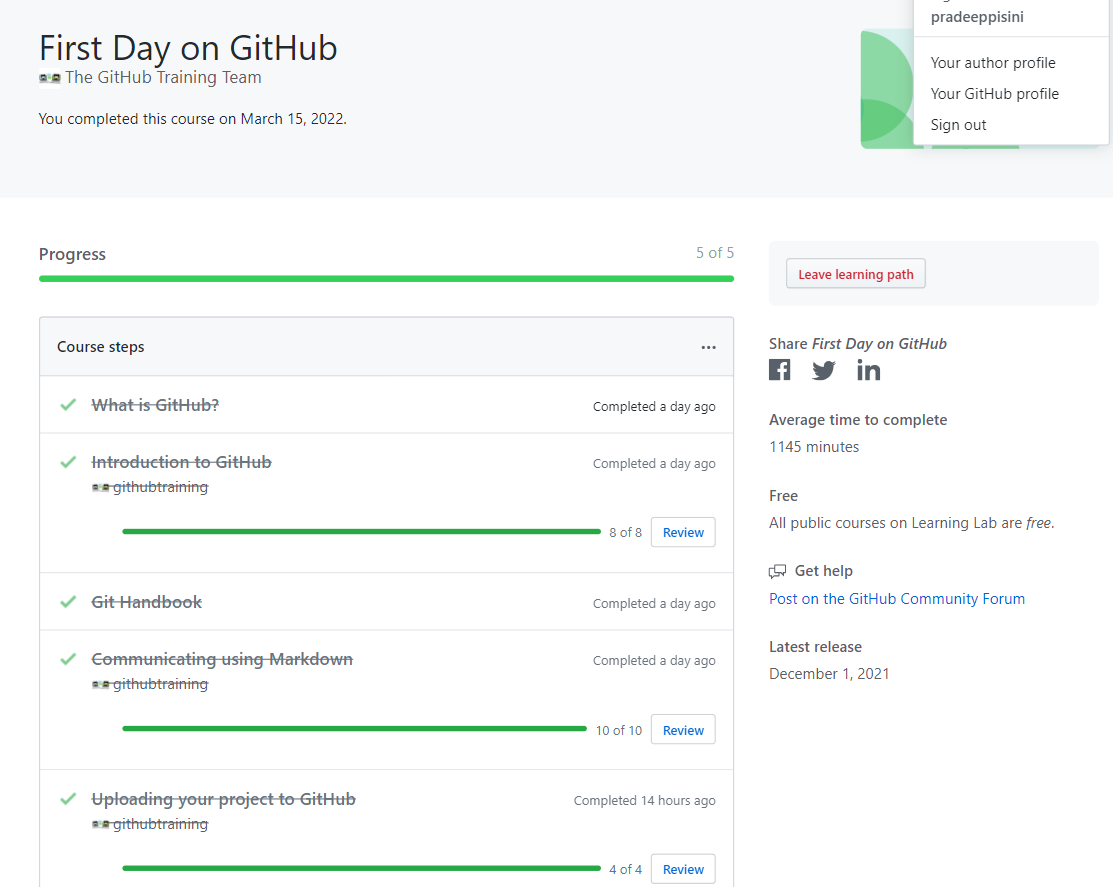 pradeeppisini
Your author profile
Your GitHub profile
Sign out
First Day on GitHub
The GitHub Training Team
You completed this course on March 15, 2022.
Progress
5 of 5
Course steps
What is GitHub?
Completed a day ago
Introduction to GitHub
Completed a day ago
githubtraining
8 of 8
Review
Git Handbook
Completed a day ago
Communicating using Markdown
Completed a day ago
githubtraining
10 of 10
Review
Uploading your project to GitHub
Completed 14 hours ago
githubtraining
4 of 4
Review
Leave learning path
Share First Day on GitHub
Average time to complete
1145 minutes
Free
All public courses on Learning Lab are free.
Get help
Post on the GitHub Community Forum
Latest release
December 1, 2021